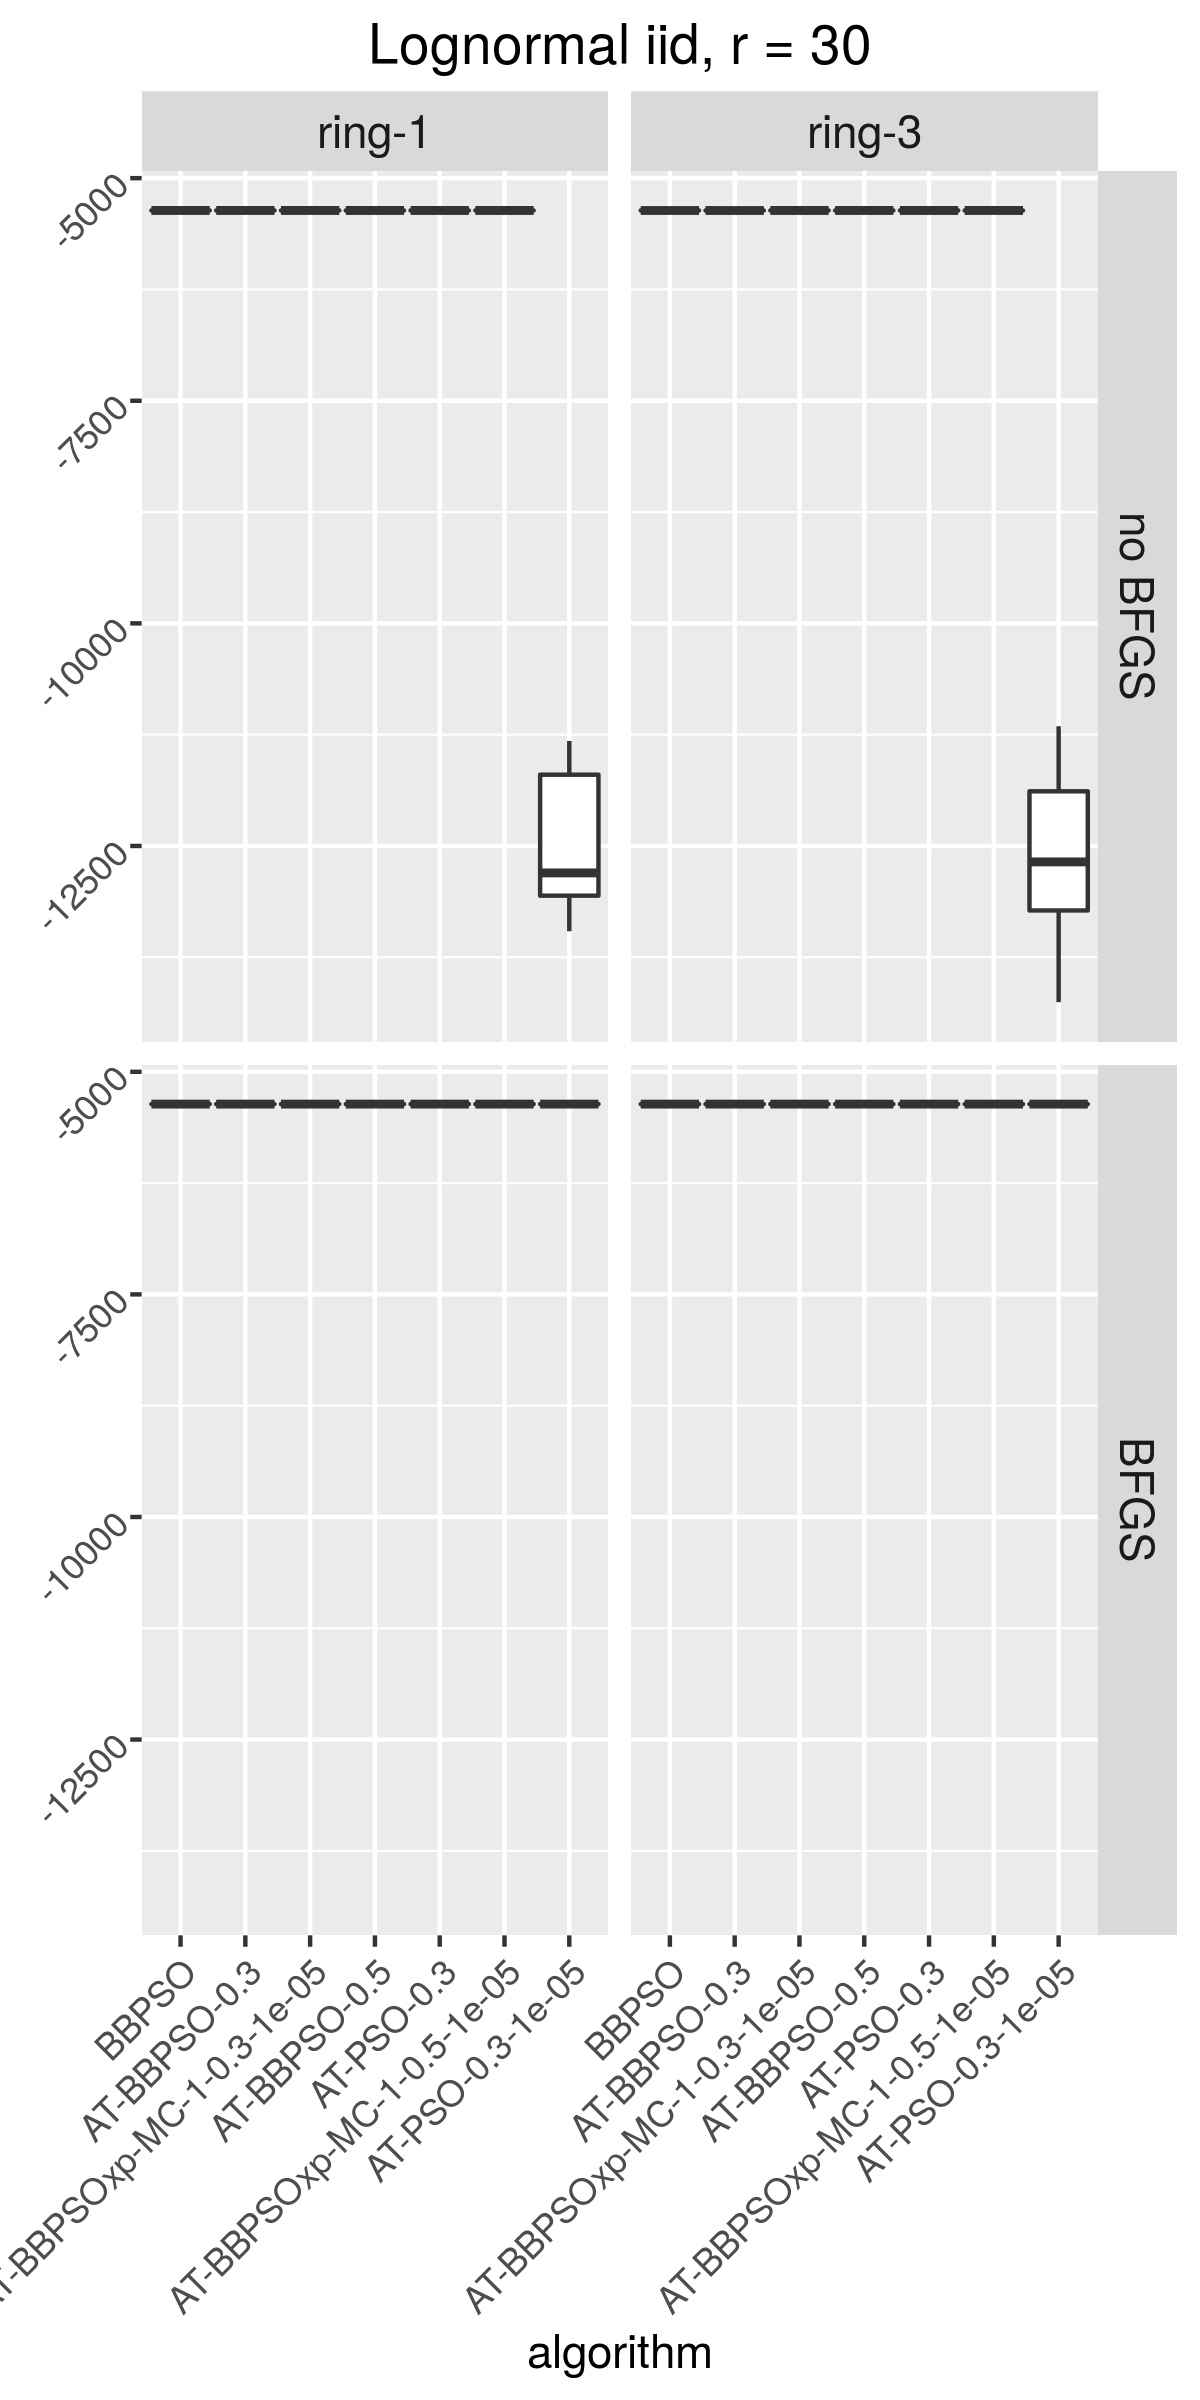 Lognormal iid, r = 30
ring-1
ring-3
-5000
-7500
-10000
-12500
no BFGS
-5000
-7500
-10000
-12500
BFGS
BBPSO
AT-BBPSO-0.3
T-BBPSOxp-MC-1-0.3-1e-05
AT-BBPSO-0.5
AT-PSO-0.3
AT-BBPSOxp-MC-1-0.5-1e-05
AT-PSO-0.3-1e-05
BBPSO
AT-BBPSO-0.3
AT-BBPSOxp-MC-1-0.3-1e-05
AT-BBPSO-0.5
AT-PSO-0.3
AT-BBPSOxp-MC-1-0.5-1e-05
AT-PSO-0.3-1e-05
algorithm